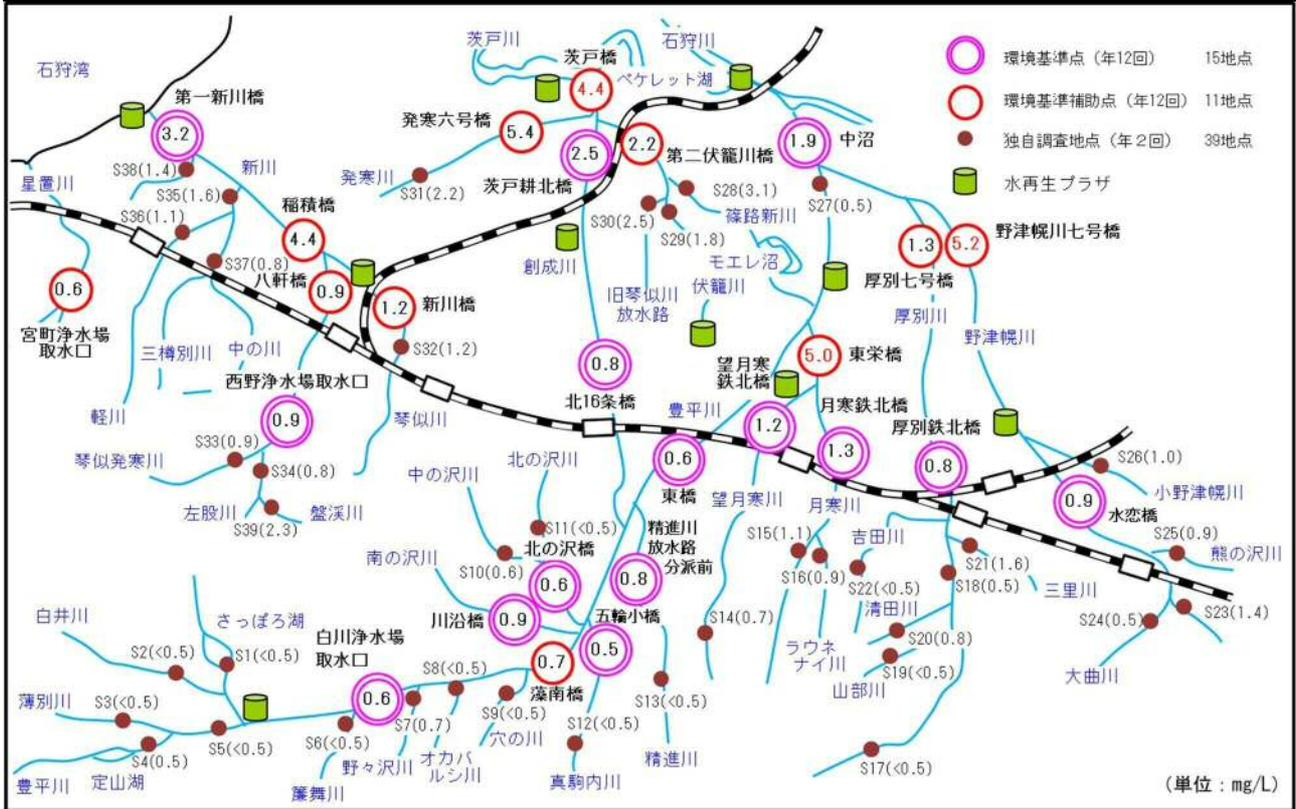 環境基準点（年12回） 15地点
環境基準補助点（年12回） 11地点
独自調査地点（年２回） 39地点
水再生プラザ
石狩湾
第一新川橋
3.2
S38(1.4)
星置川
S35(1.6)
新川
S36(1.1)
稲積橋
4.4
S37(0.8)
八軒橋
0.9
0.6
宮町浄水場
取水口
三樽別川
中の川
軽川
新川橋
1.2
S32(1.2)
琴似川
西野浄水場取水口
0.9
S33(0.9)
琴似発寒川
S34(0.8)
左股川
盤渓川
S39(2.3)
茨戸川
茨戸橋
4.4
ペケレット湖
石狩川
発寒六号橋
5.4
発寒川
S31(2.2)
2.5
茨戸耕北橋
2.2
第二伏籠川橋
S28(3.1)
S30(2.5)
S29(1.8)
篠路新川
創成川
旧琴似川
放水路
モエレ沼
伏籠川
1.9
中沼
S27(0.5)
1.3
厚別七号橋
5.2
野津幌川七号橋
厚別川
野津幌川
5.0
東栄橋
望月寒
鉄北橋
0.8
北16条橋
豊平川
1.2
月寒鉄北橋
1.3
厚別鉄北橋
0.8
0.6
東橋
望月寒川
月寒川
S26(1.0)
小野津幌川
0.9
水恋橋
S25(0.9)
熊の沢川
S24(0.5)
S23(1.4)
大曲川
北の沢川
中の沢川
S11(<0.5)
S10(0.6)
北の沢橋
0.6
精進川
放水路
分派前
0.8
南の沢川
川沿橋
0.9
五輪小橋
0.5
0.7
藻南橋
S15(1.1)
S16(0.9)
吉田川
S22(<0.5)
S21(1.6)
S18(0.5)
三里川
清田川
S20(0.8)
S19(<0.5)
山部川
ラウネ
ナイ川
S14(0.7)
S17(<0.5)
白井川
さっぽろ湖
S2(<0.5)
S1(<0.5)
白川浄水場
取水口
0.6
薄別川
S3(<0.5)
S4(0.5)
S5(<0.5)
豊平川
定山湖
S6(<0.5)
S7(0.7)
S8(<0.5)
S9(<0.5)
簾舞川
野々沢川
オカバ
ルシ川
穴の川
S12(<0.5)
真駒内川
S13(<0.5)
精進川
（単位：mg/L）